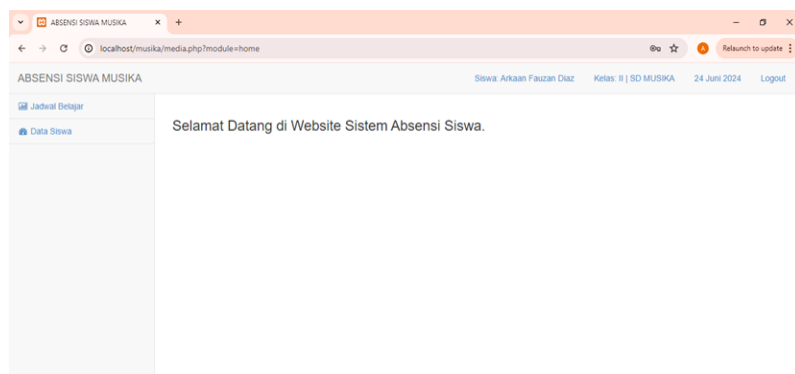 ABSENSI SISWA MUSIKA
localhost/musika/media.php?module=home
A
Relaunch to update
ABSENSI SISWA MUSIKA
Siswa: Arkaan Fauzan Diaz
Kelas: II | SD MUSIKA
24 Juni 2024
Logout
Jadwal Belajar
Data Siswa
Selamat Datang di Website Sistem Absensi Siswa.